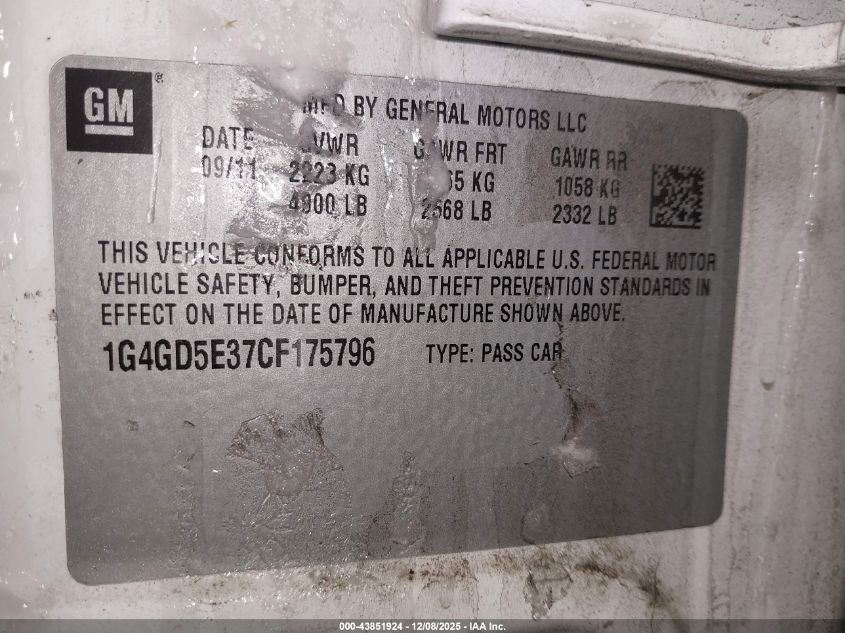 GM ®
BY GENERAL MOTORS LLC
DATE GAWR RR
09/11 2223 KG KG 1058 KG
4900 LB 2568 LB 2332 LB
THIS VEHICLE CONFORMS TO ALL APPLICABLE U.S. FEDERAL MOTOR
VEHICLE SAFETY, BUMPER, AND THEFT PREVENTION STANDARDS IN
EFFECT ON THE DATE OF MANUFACTURE SHOWN ABOVE.
1G4GD5E37CF175796 TYPE: PASS CAR
000-43851924 - 12/08/2025 - IAA Inc.